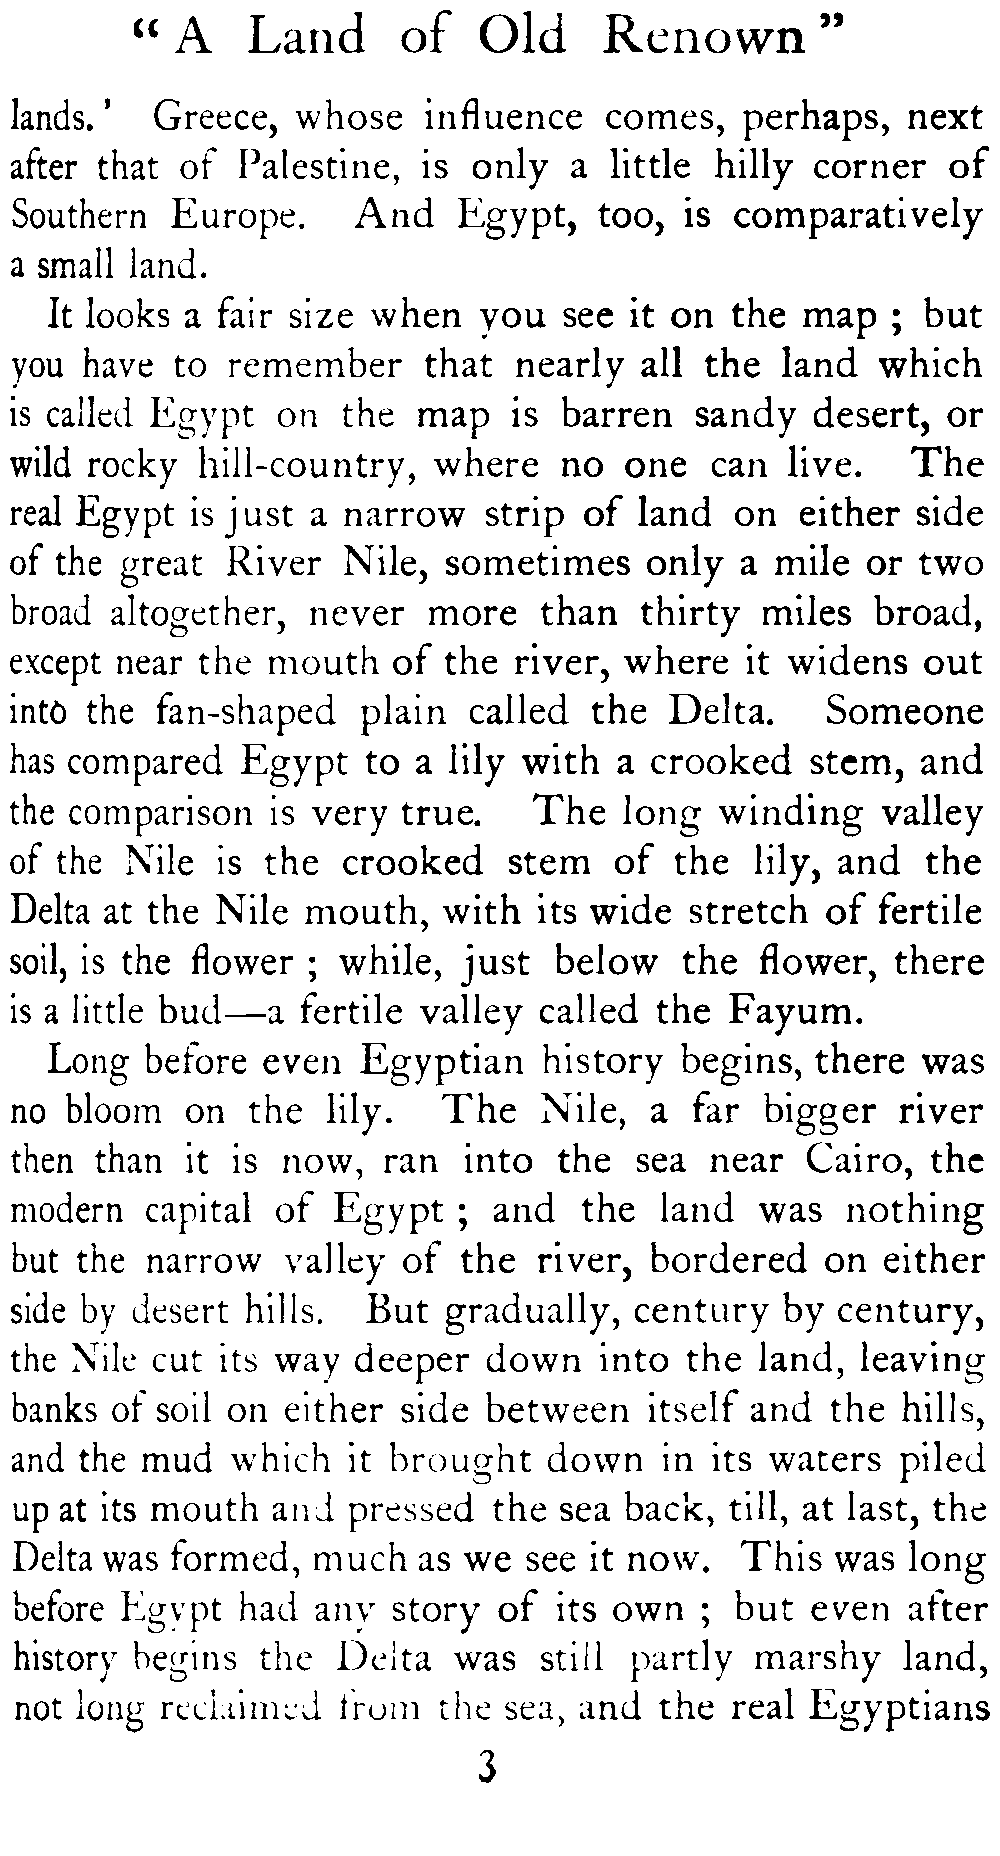 “ A Land of Old Renown ”
lands.' Greece, whose influence comes, perhaps, next
after that of Palestine, is only a little hilly corner of
Southern Europe. And Egypt, too, is comparatively
a small land.
It looks a fair size when you see it on the map ; but
you have to remember that nearly all the land which
is called Egypt on the map is barren sandy desert, or
wild rocky hill-country, where no one can live. The
real Egypt is just a narrow strip of land on either side
of the great River Nile, sometimes only a mile or two
broad altogether, never more than thirty miles broad,
except near the mouth of the river, where it widens out
into the fan-shaped plain called the Delta. Someone
has compared Egypt to a lily with a crooked stem, and
the comparison is very true. The long winding valley
of the Nile is the crooked stem of the lily, and the
Delta at the Nile mouth, with its wide stretch of fertile
soil, is the flower ; while, just below the flower, there
is a little bud—a fertile valley called the Fayum.
Long before even Egyptian history begins, there was
no bloom on the lily. The Nile, a far bigger river
then than it is now, ran into the sea near Cairo, the
modern capital of Egypt ; and the land was nothing
but the narrow valley of the river, bordered on either
side by desert hills. But gradually, century by century,
the Nile cut its way deeper down into the land, leaving
banks of soil on either side between itself and the hills,
and the mud which it brought down in its waters piled
up at its mouth and pressed the sea back, till, at last, the
Delta was formed, much as we see it now. This was long
before Egypt had any story of its own ; but even after
history begins the Delta was still partly marshy land,
not long reclaimed from the sea, and the real Egyptians
3